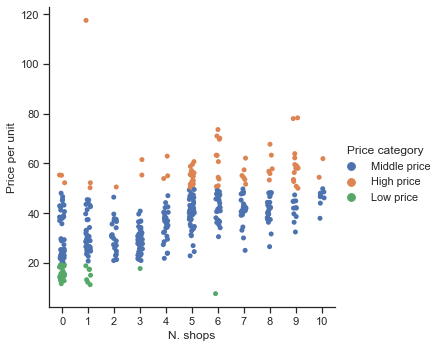 120
100
80
60
40
20
Price per unit
0 1 2 3 4 5 6 7 8 9 10
N. shops
Price category
Middle price
High price
Low price